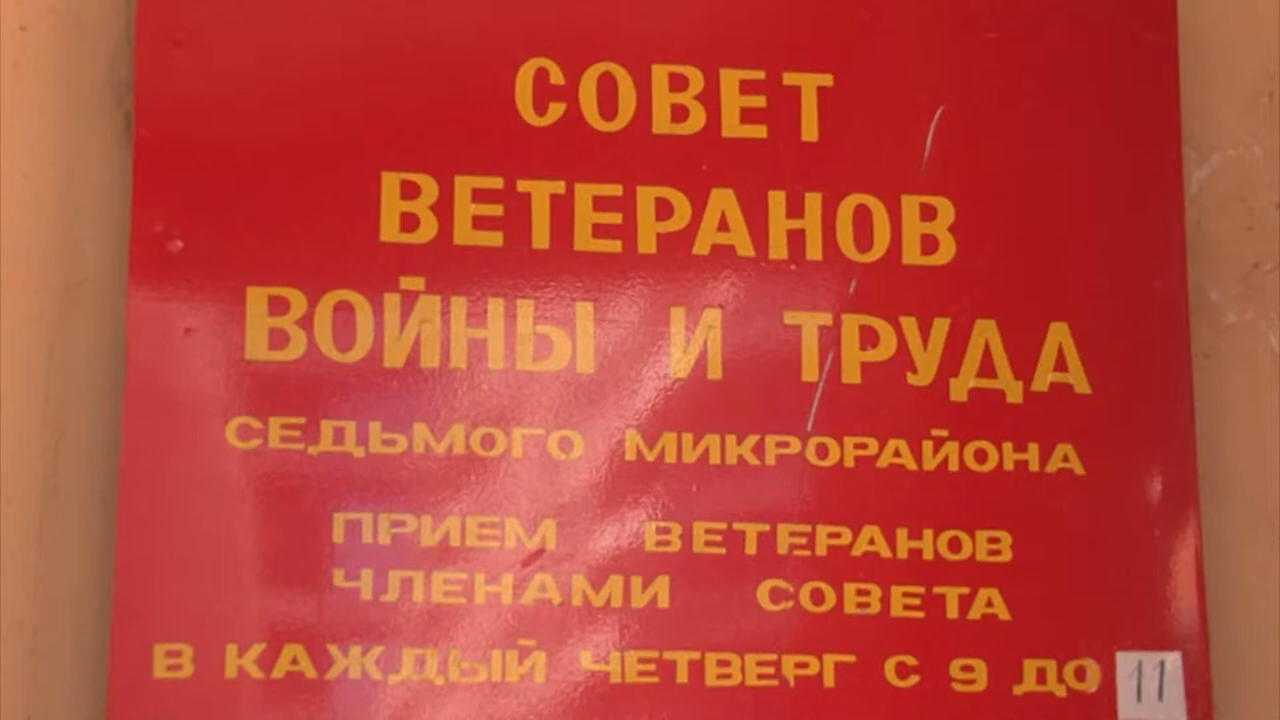 СОВЕТ
ВЕТЕРАНОВ
ВОЙНЫ И ТРУДА
СЕДЬМОГО МИКРОРАЙОНА
ПРИЕМ ВЕТЕРАНОВ
ЧЛЕНАМИ СОВЕТА
В КАЖДЫЙ ЧЕТВЕРГ С 9 ДО 11